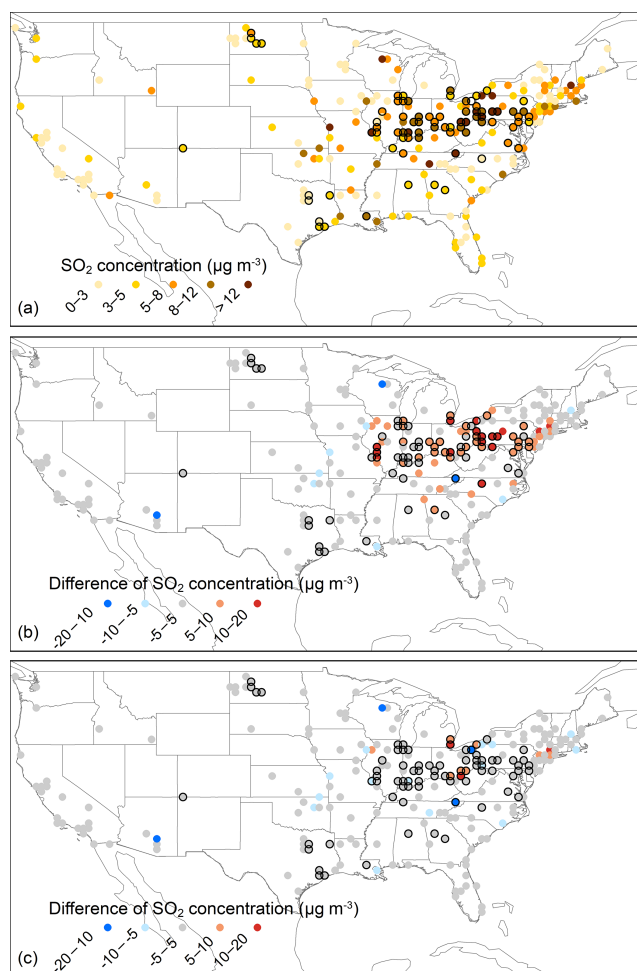 SO₂ concentration (μg m⁻³)
0–3 3–5 5–8 8–12 >12
(a)
Difference of SO₂ concentration (μg m⁻³)
-20 – 10 -10 – -5 -5–5 5–10 10–20
(b)
Difference of SO₂ concentration (μg m⁻³)
-20 – 10 -10 – -5 -5–5 5–10 10–20
(c)